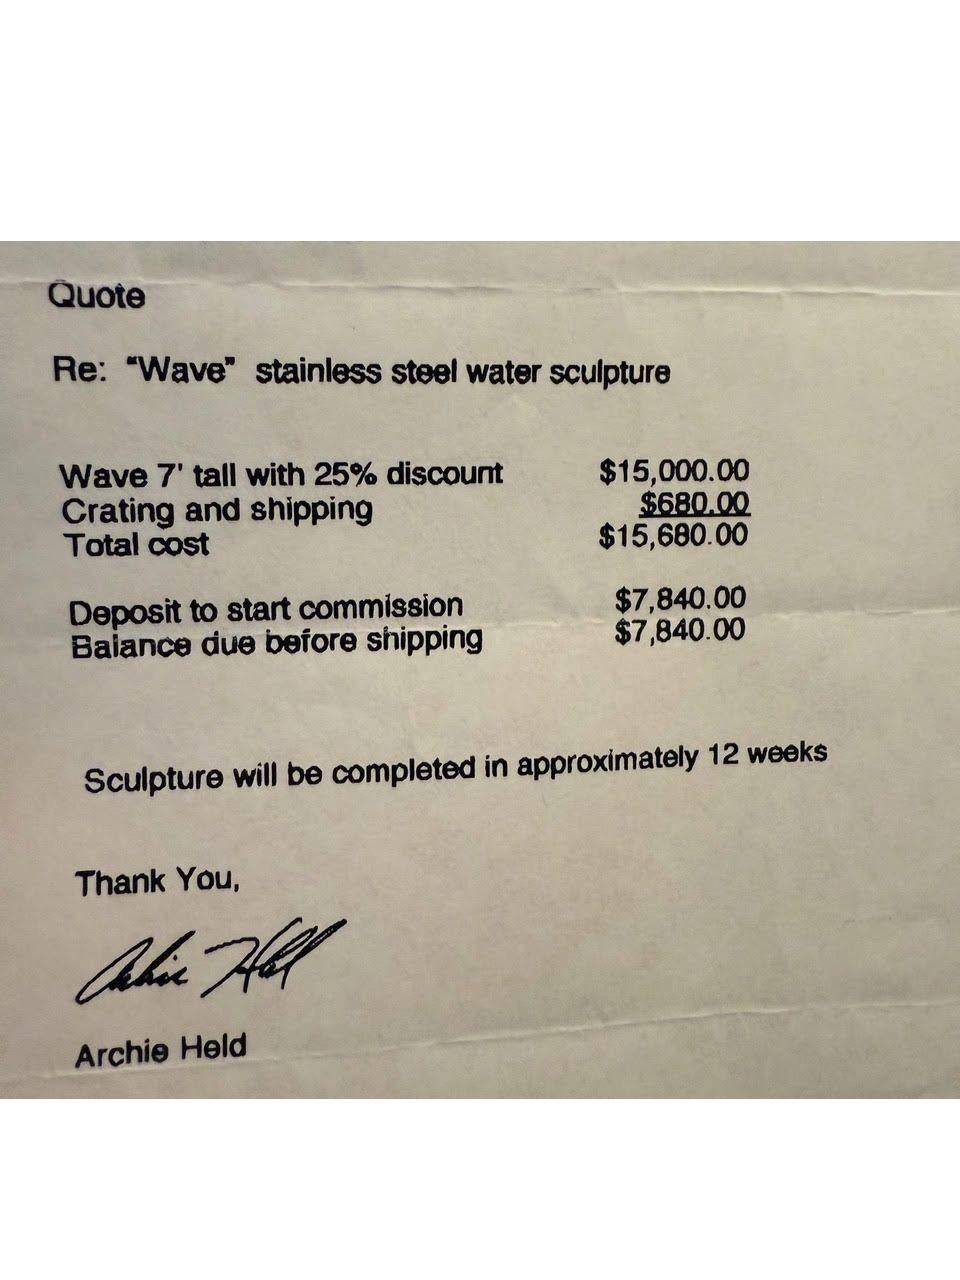 Quote
Re: "Wave" stainless steel water sculpture
Wave 7' tall with 25% discount $15,000.00
Crating and shipping $680.00
Total cost $15,680.00
Deposit to start commission $7,840.00
Balance due before shipping $7,840.00
Sculpture will be completed in approximately 12 weeks
Thank You,
Archie Held
Archie Held